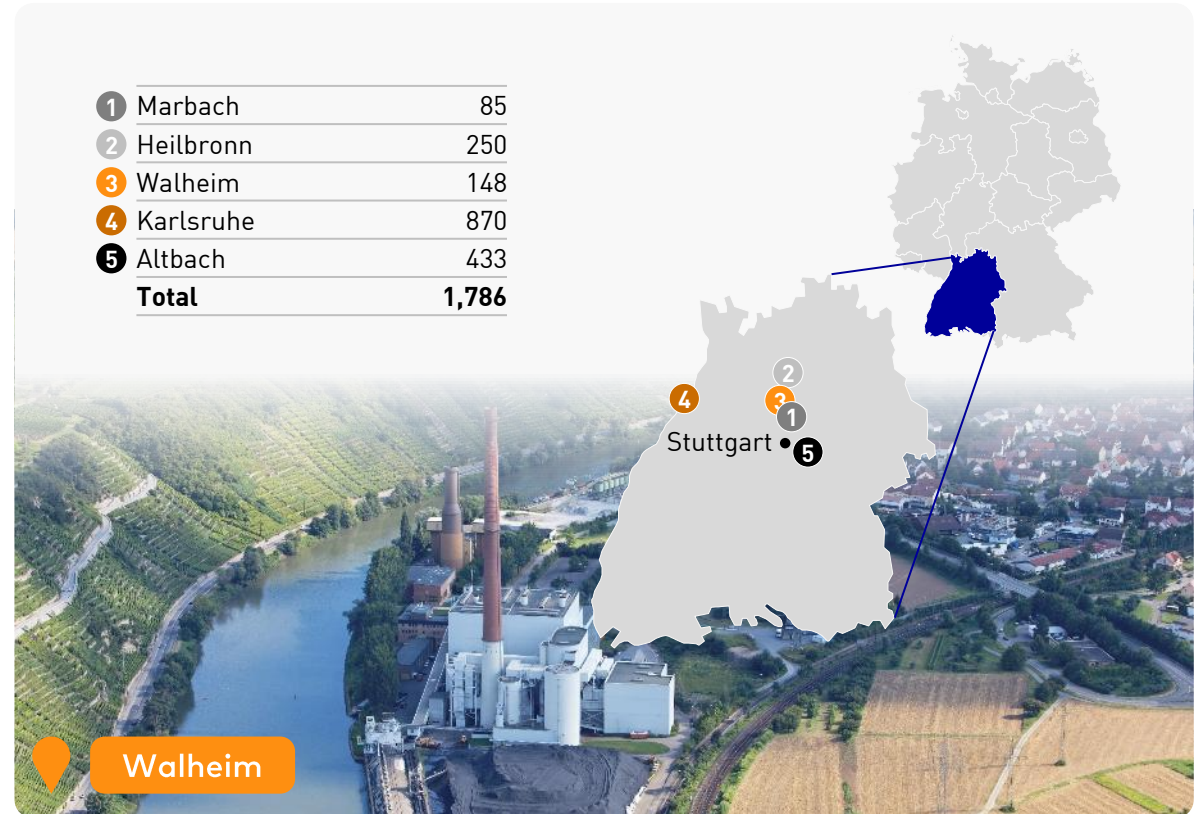 1 Marbach 85
2 Heilbronn 250
3 Walheim 148
4 Karlsruhe 870
5 Altbach 433
Total 1,786
2
4
3
1
Stuttgart
5
Walheim